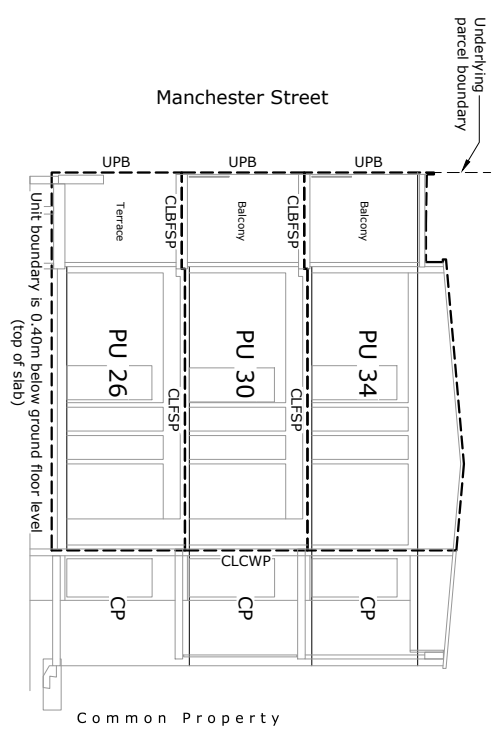 Underlying
parcel boundary
Manchester Street
UPB
UPB
UPB
Terrace
CLBFSP
Balcony
CLBFSP
Balcony
PU 26
PU 30
PU 34
CLFSP
CLFSP
Unit boundary is 0.40m below ground floor level
(top of slab)
CLCWP
CP
CP
CP
Common Property